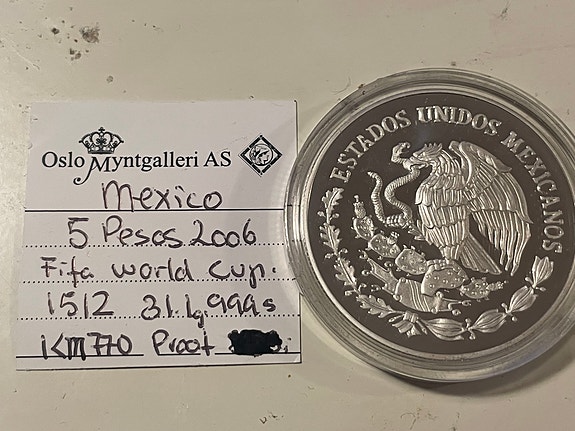 Oslo Myntgalleri AS
Mexico
5 Pesos 2006
Fifa world cup.
1512 31.1g.999s
KM770 Proof
ESTADOS UNIDOS MEXICANOS